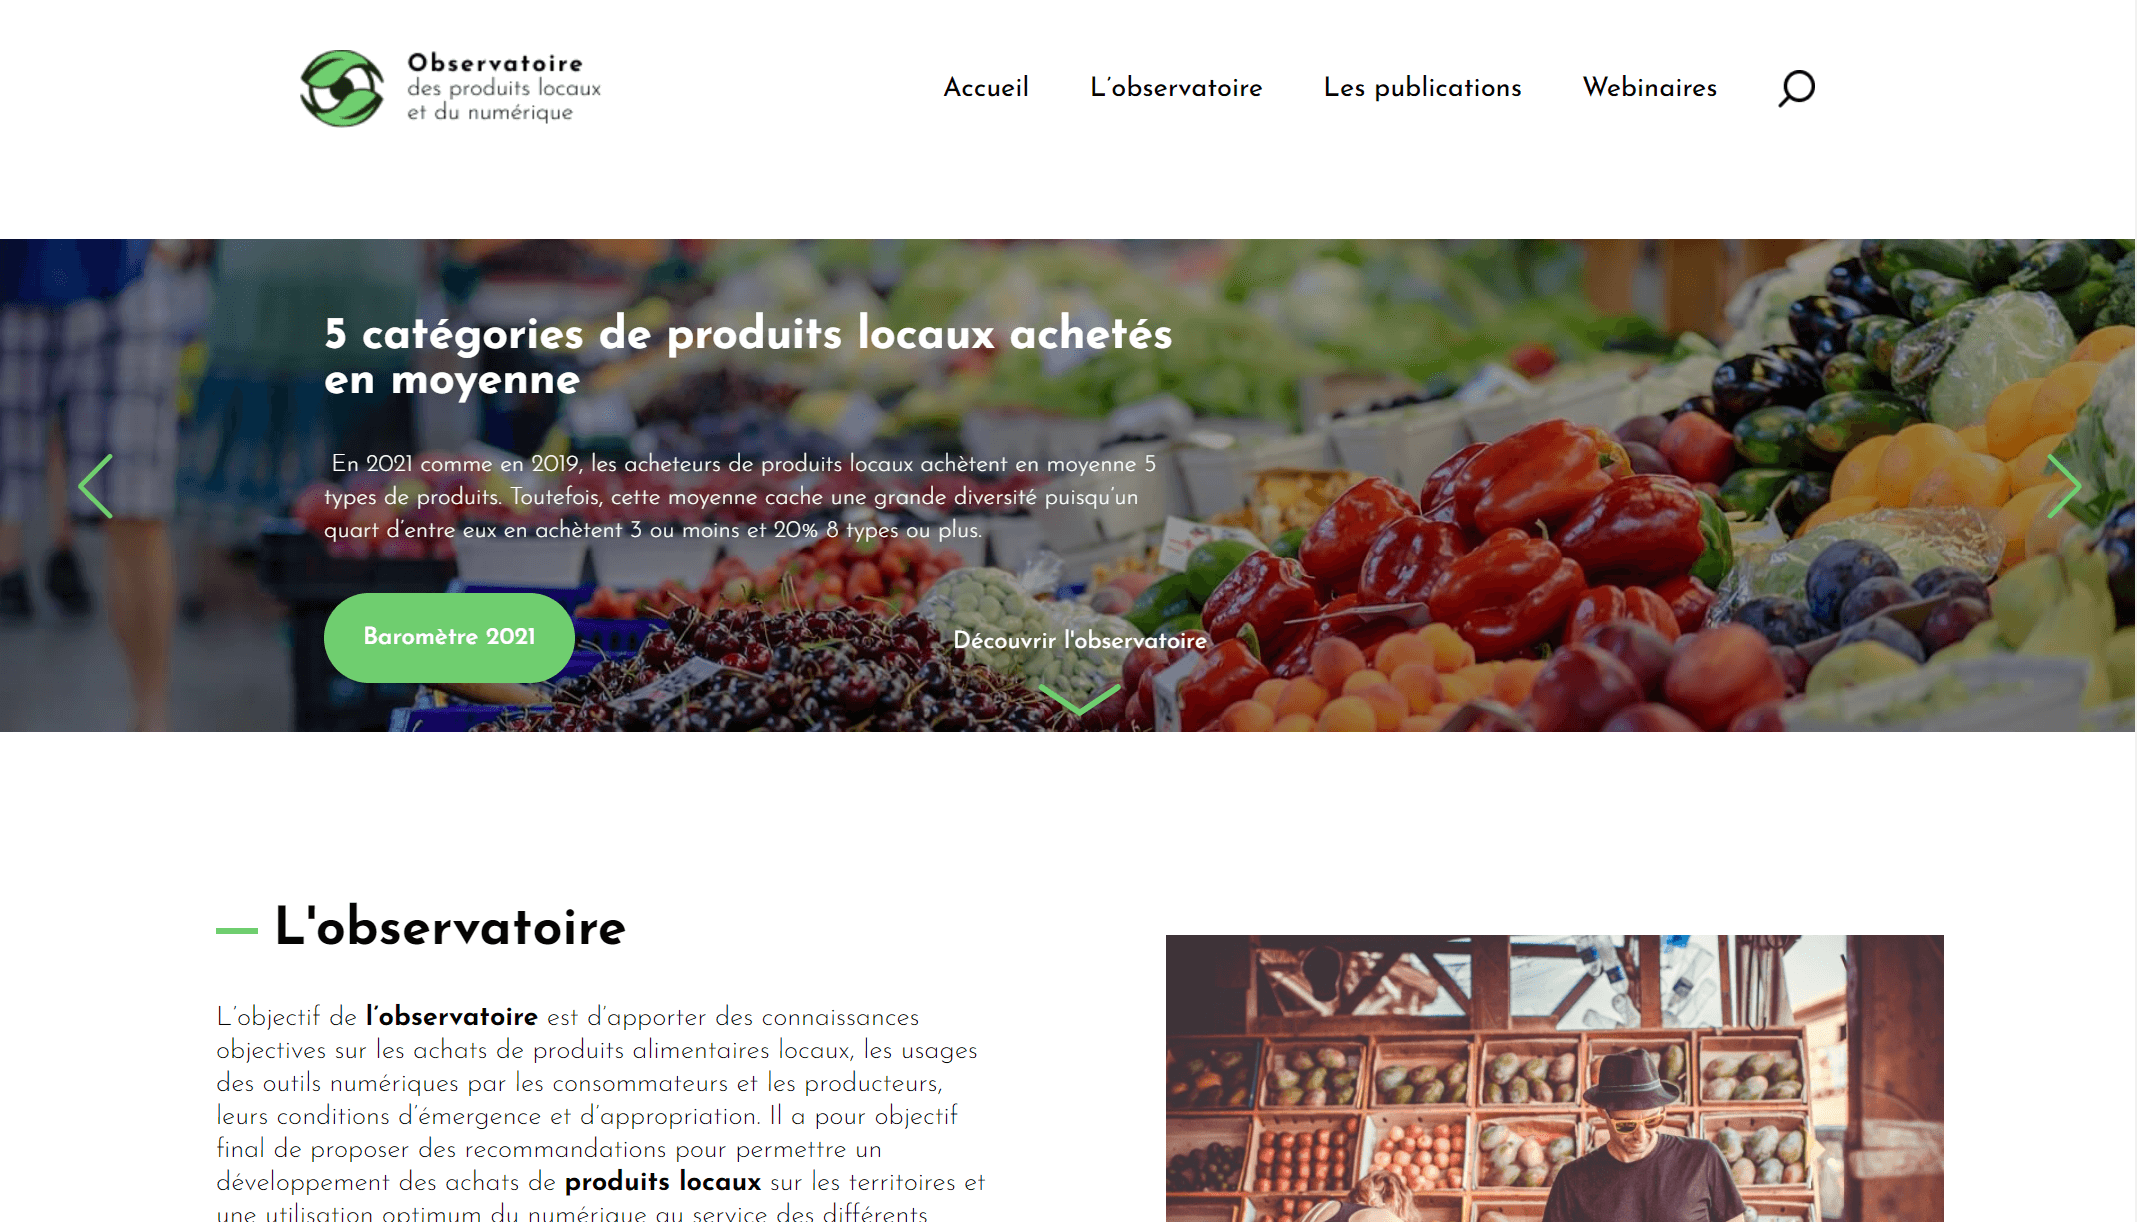 Observatoire
des produits locaux
et du numérique
Accueil
L’observatoire
Les publications
Webinaires
5 catégories de produits locaux achetés
en moyenne
En 2021 comme en 2019, les acheteurs de produits locaux achètent en moyenne 5
types de produits. Toutefois, cette moyenne cache une grande diversité puisqu’un
quart d’entre eux en achètent 3 ou moins et 20% 8 types ou plus.
Baromètre 2021
Découvrir l'observatoire
L'observatoire
L’objectif de l’observatoire est d’apporter des connaissances
objectives sur les achats de produits alimentaires locaux, les usages
des outils numériques par les consommateurs et les producteurs,
leurs conditions d’émergence et d’appropriation. Il a pour objectif
final de proposer des recommandations pour permettre un
développement des achats de produits locaux sur les territoires et
une utilisation optimum du numérique au service des différents